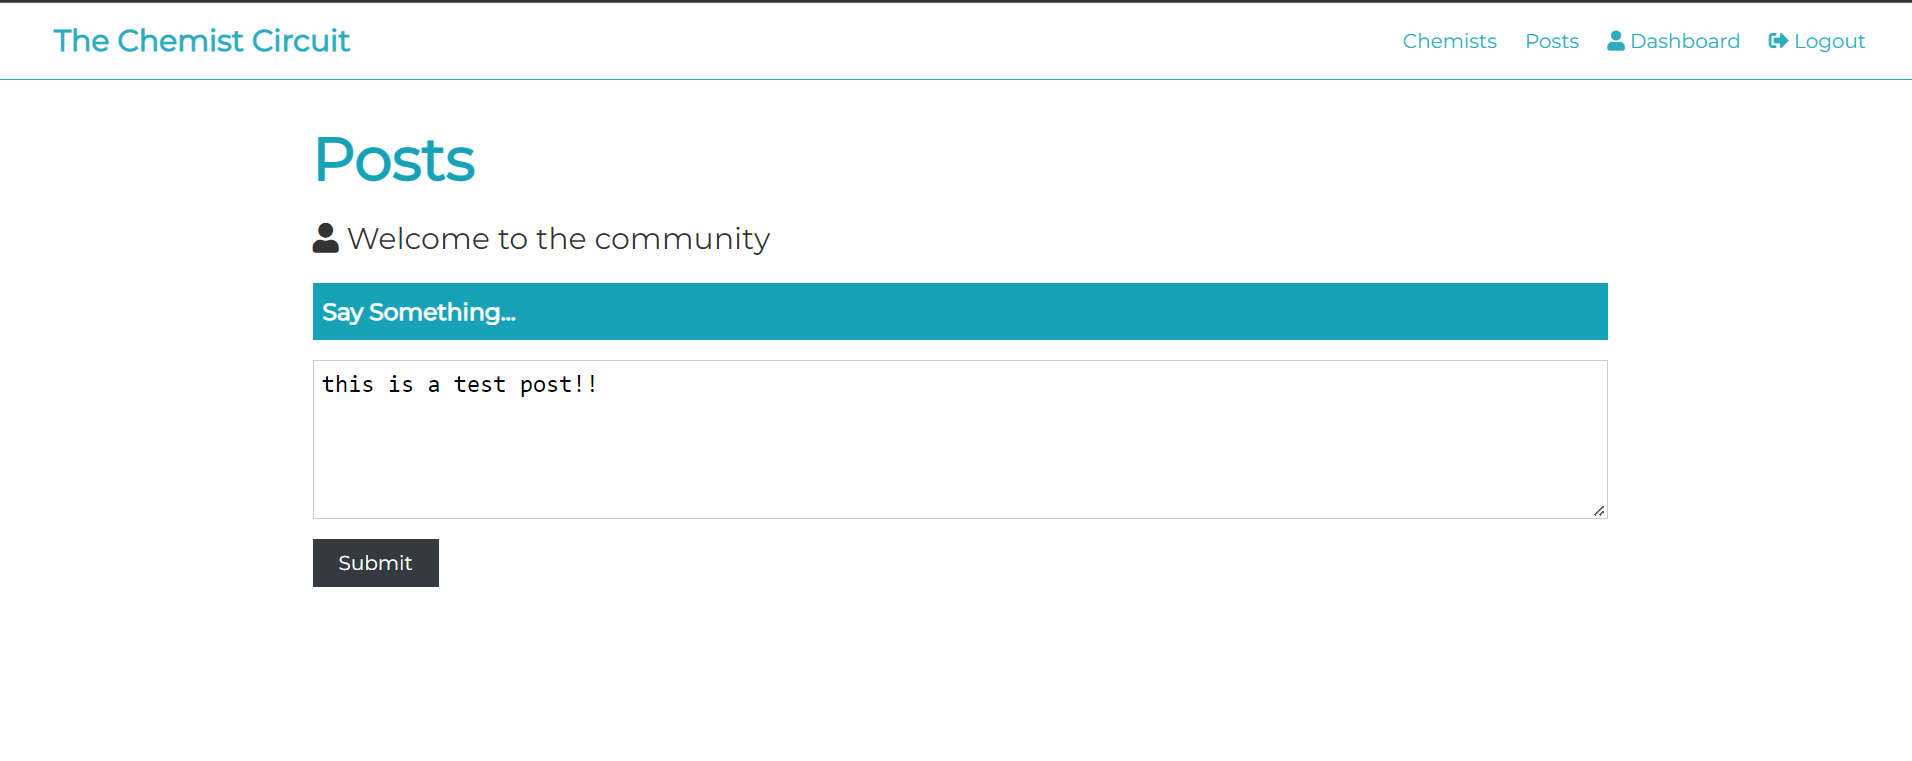 The Chemist Circuit
Chemists Posts Dashboard Logout
Posts
Welcome to the community
Say Something...
this is a test post!!
Submit